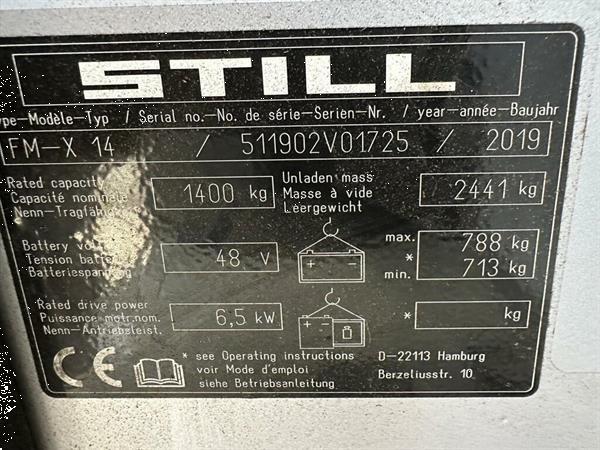 STILL
ype-Modèle-Typ / Serial no.-No. de série-Serien-Nr. / year-année-Baujahr
FM-X 14 / 511902V01725 / 2019
Rated capacity
Capacité nominale
Nenn-Tragfähigkeit
1400 kg
Unladen mass
Masse à vide
Leergewicht
2441 kg
Battery voltage
Tension batterie
Batteriespannung
48 V
+ -
max. 788 kg
*
min. 713 kg
Rated drive power
Puissance motr.nom.
Nenn-Antriebsleist.
6,5 kW
+ -
* kg
CE
* see Operating instructions
voir Mode d'emploi
siehe Betriebsanleitung
D-22113 Hamburg
Berzeliusstr. 10